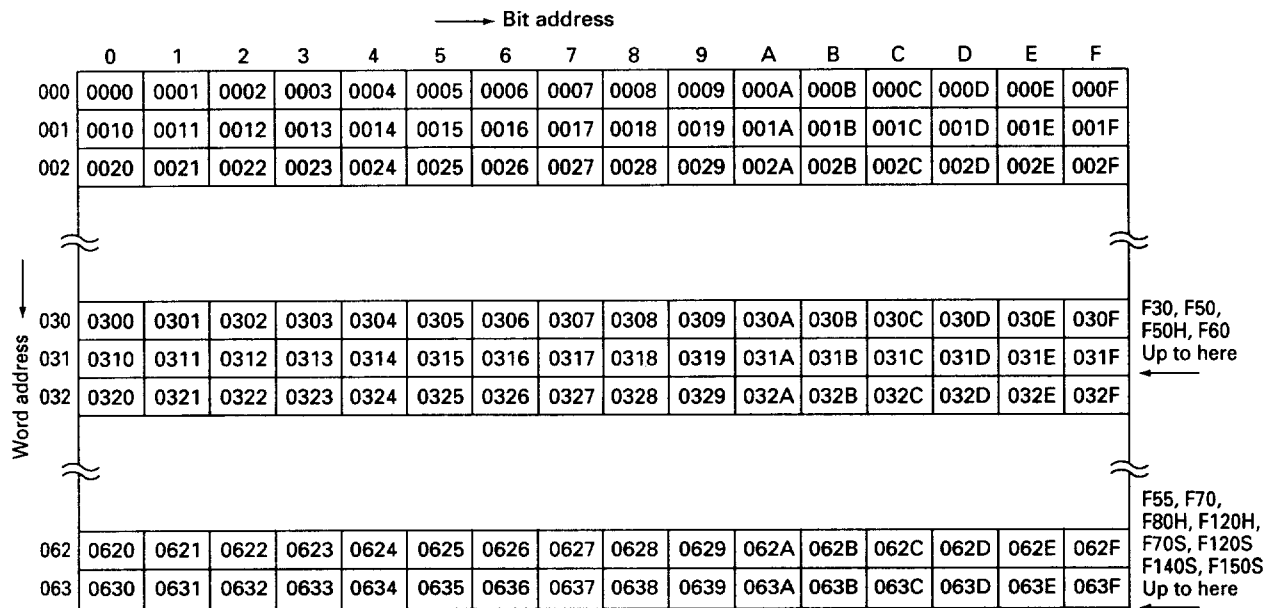 Bit address
0 1 2 3 4 5 6 7 8 9 A B C D E F
000 0000 0001 0002 0003 0004 0005 0006 0007 0008 0009 000A 000B 000C 000D 000E 000F
001 0010 0011 0012 0013 0014 0015 0016 0017 0018 0019 001A 001B 001C 001D 001E 001F
002 0020 0021 0022 0023 0024 0025 0026 0027 0028 0029 002A 002B 002C 002D 002E 002F
Word address
030 0300 0301 0302 0303 0304 0305 0306 0307 0308 0309 030A 030B 030C 030D 030E 030F
031 0310 0311 0312 0313 0314 0315 0316 0317 0318 0319 031A 031B 031C 031D 031E 031F
032 0320 0321 0322 0323 0324 0325 0326 0327 0328 0329 032A 032B 032C 032D 032E 032F
F30, F50,
F50H, F60
Up to here
062 0620 0621 0622 0623 0624 0625 0626 0627 0628 0629 062A 062B 062C 062D 062E 062F
063 0630 0631 0632 0633 0634 0635 0636 0637 0638 0639 063A 063B 063C 063D 063E 063F
F55, F70,
F80H, F120H,
F70S, F120S
F140S, F150S
Up to here